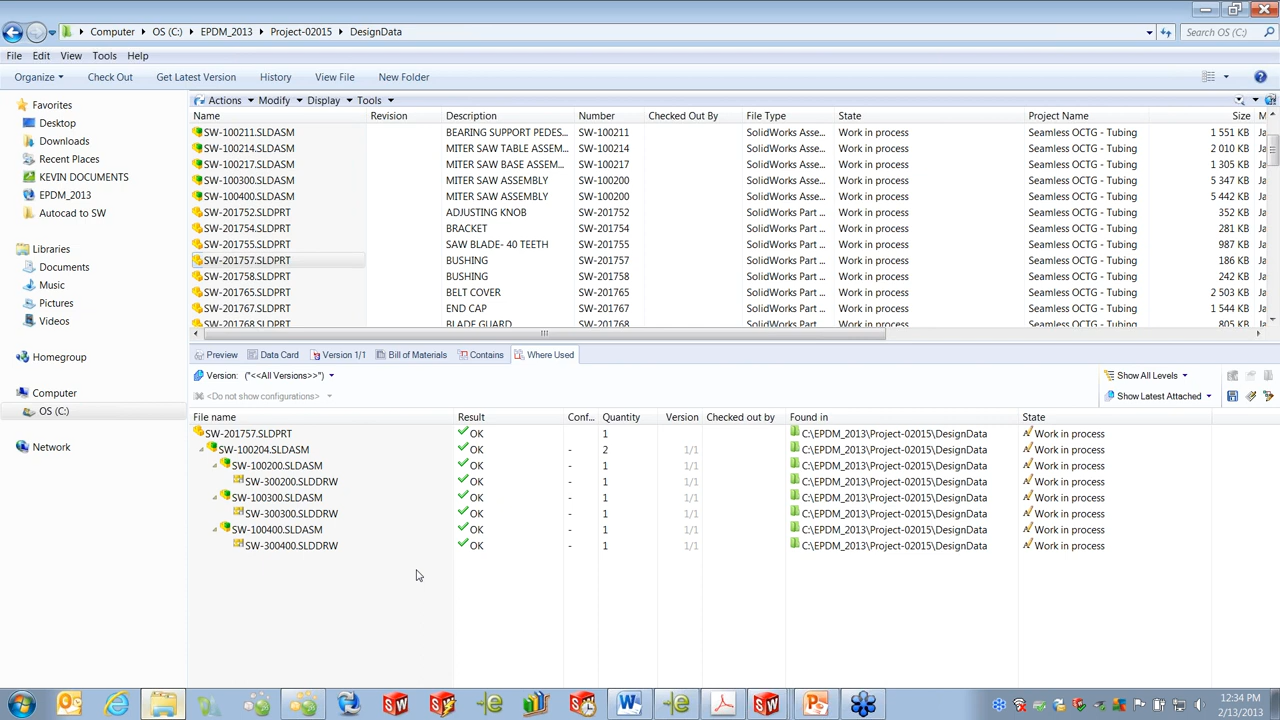 Computer ▸ OS (C:) ▸ EPDM_2013 ▸ Project-02015 ▸ DesignData
Search OS (C:)
File Edit View Tools Help
Organize Check Out Get Latest Version History View File New Folder
Favorites
Desktop
Downloads
Recent Places
KEVIN DOCUMENTS
EPDM_2013
Autocad to SW
Libraries
Documents
Music
Pictures
Videos
Homegroup
Computer
OS (C:)
Network
Actions Modify Display Tools
Name Revision Description Number Checked Out By File Type State Project Name Size
SW-100211.SLDASM BEARING SUPPORT PEDES... SW-100211 SolidWorks Asse... Work in process Seamless OCTG - Tubing 1 551 KB
SW-100214.SLDASM MITER SAW TABLE ASSEM... SW-100214 SolidWorks Asse... Work in process Seamless OCTG - Tubing 2 010 KB
SW-100217.SLDASM MITER SAW BASE ASSEM... SW-100217 SolidWorks Asse... Work in process Seamless OCTG - Tubing 1 305 KB
SW-100300.SLDASM MITER SAW ASSEMBLY SW-100200 SolidWorks Asse... Work in process Seamless OCTG - Tubing 5 347 KB
SW-100400.SLDASM MITER SAW ASSEMBLY SW-100200 SolidWorks Asse... Work in process Seamless OCTG - Tubing 5 442 KB
SW-201752.SLDPRT ADJUSTING KNOB SW-201752 SolidWorks Part ... Work in process Seamless OCTG - Tubing 352 KB
SW-201754.SLDPRT BRACKET SW-201754 SolidWorks Part ... Work in process Seamless OCTG - Tubing 281 KB
SW-201755.SLDPRT SAW BLADE- 40 TEETH SW-201755 SolidWorks Part ... Work in process Seamless OCTG - Tubing 987 KB
SW-201757.SLDPRT BUSHING SW-201757 SolidWorks Part ... Work in process Seamless OCTG - Tubing 186 KB
SW-201758.SLDPRT BUSHING SW-201758 SolidWorks Part ... Work in process Seamless OCTG - Tubing 242 KB
SW-201765.SLDPRT BELT COVER SW-201765 SolidWorks Part ... Work in process Seamless OCTG - Tubing 2 503 KB
SW-201767.SLDPRT END CAP SW-201767 SolidWorks Part ... Work in process Seamless OCTG - Tubing 1 544 KB
SW-201768.SLDPRT BLADE GUARD SW-201768 SolidWorks Part ... Work in process Seamless OCTG - Tubing 805 KB
Preview Data Card Version 1/1 Bill of Materials Contains Where Used
Version: ("<<All Versions>>") Show All Levels
<Do not show configurations> Show Latest Attached
File name Result Conf... Quantity Version Checked out by Found in State
SW-201757.SLDPRT OK 1 C:\EPDM_2013\Project-02015\DesignData Work in process
SW-100204.SLDASM OK - 2 1/1 C:\EPDM_2013\Project-02015\DesignData Work in process
SW-100200.SLDASM OK - 1 1/1 C:\EPDM_2013\Project-02015\DesignData Work in process
SW-300200.SLDDRW OK - 1 1/1 C:\EPDM_2013\Project-02015\DesignData Work in process
SW-100300.SLDASM OK - 1 1/1 C:\EPDM_2013\Project-02015\DesignData Work in process
SW-300300.SLDDRW OK - 1 1/1 C:\EPDM_2013\Project-02015\DesignData Work in process
SW-100400.SLDASM OK - 1 1/1 C:\EPDM_2013\Project-02015\DesignData Work in process
SW-300400.SLDDRW OK - 1 1/1 C:\EPDM_2013\Project-02015\DesignData Work in process
12:34 PM
2/13/2013